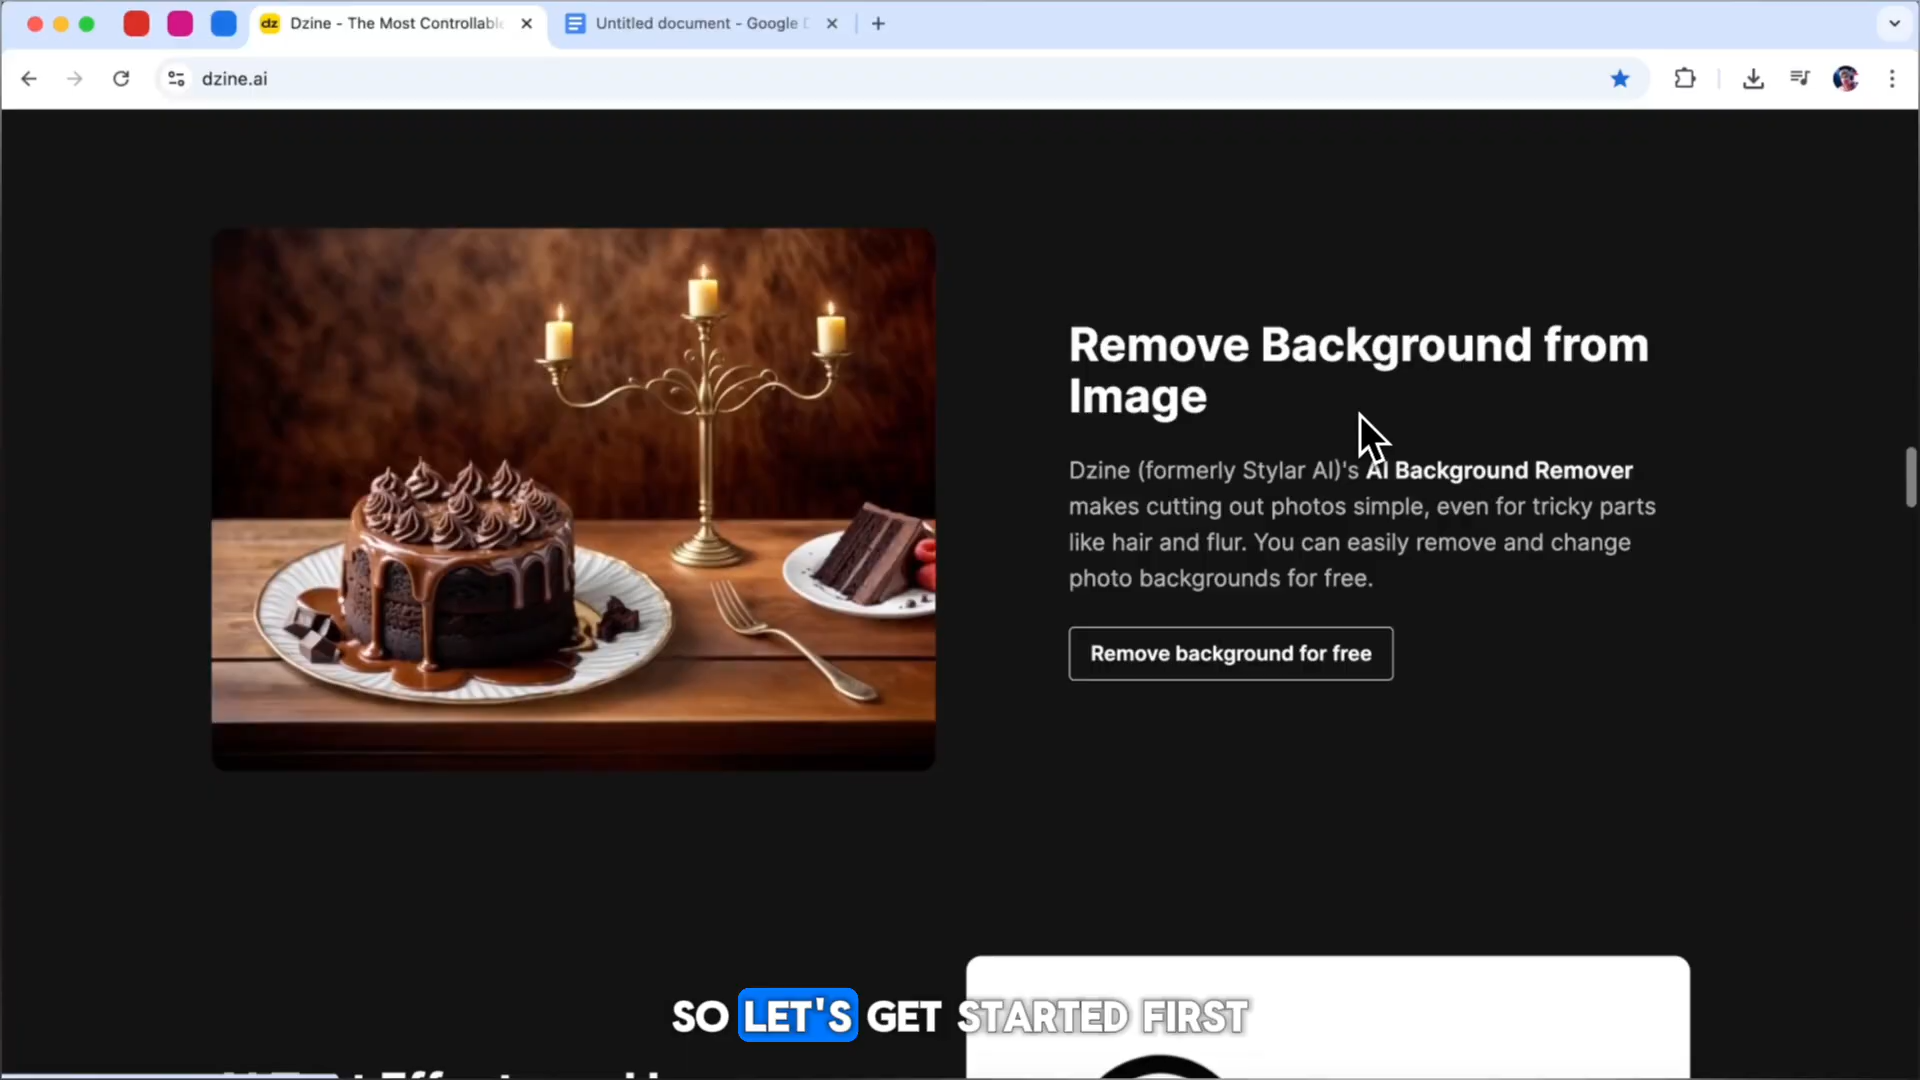 dz Dzine - The Most Controllable
Untitled document - Google D
dzine.ai
Remove Background from
Image
Dzine (formerly Stylar AI)'s AI Background Remover
makes cutting out photos simple, even for tricky parts
like hair and flur. You can easily remove and change
photo backgrounds for free.
Remove background for free
SO LET'S GET STARTED FIRST